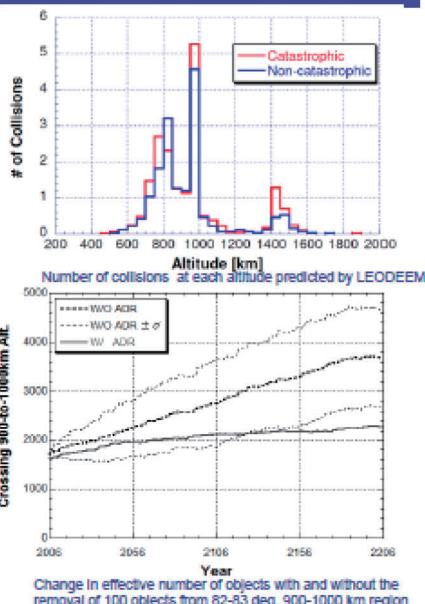 6
5
4
3
2
1
0
# of Collisions
Catastrophic
Non-catastrophic
200 400 600 800 1000 1200 1400 1600 1800 2000
Altitude [km]
Number of collisions at each altitude predicted by LEODEEM
5000
4000
3000
2000
1000
0
Crossing 900-to-1000km Alt.
W/O ADR
W/O ADR ± σ
W/ ADR
2006 2056 2106 2156 2206
Year
Change in effective number of objects with and without the
removal of 100 objects from 82-83 deg, 900-1000 km region